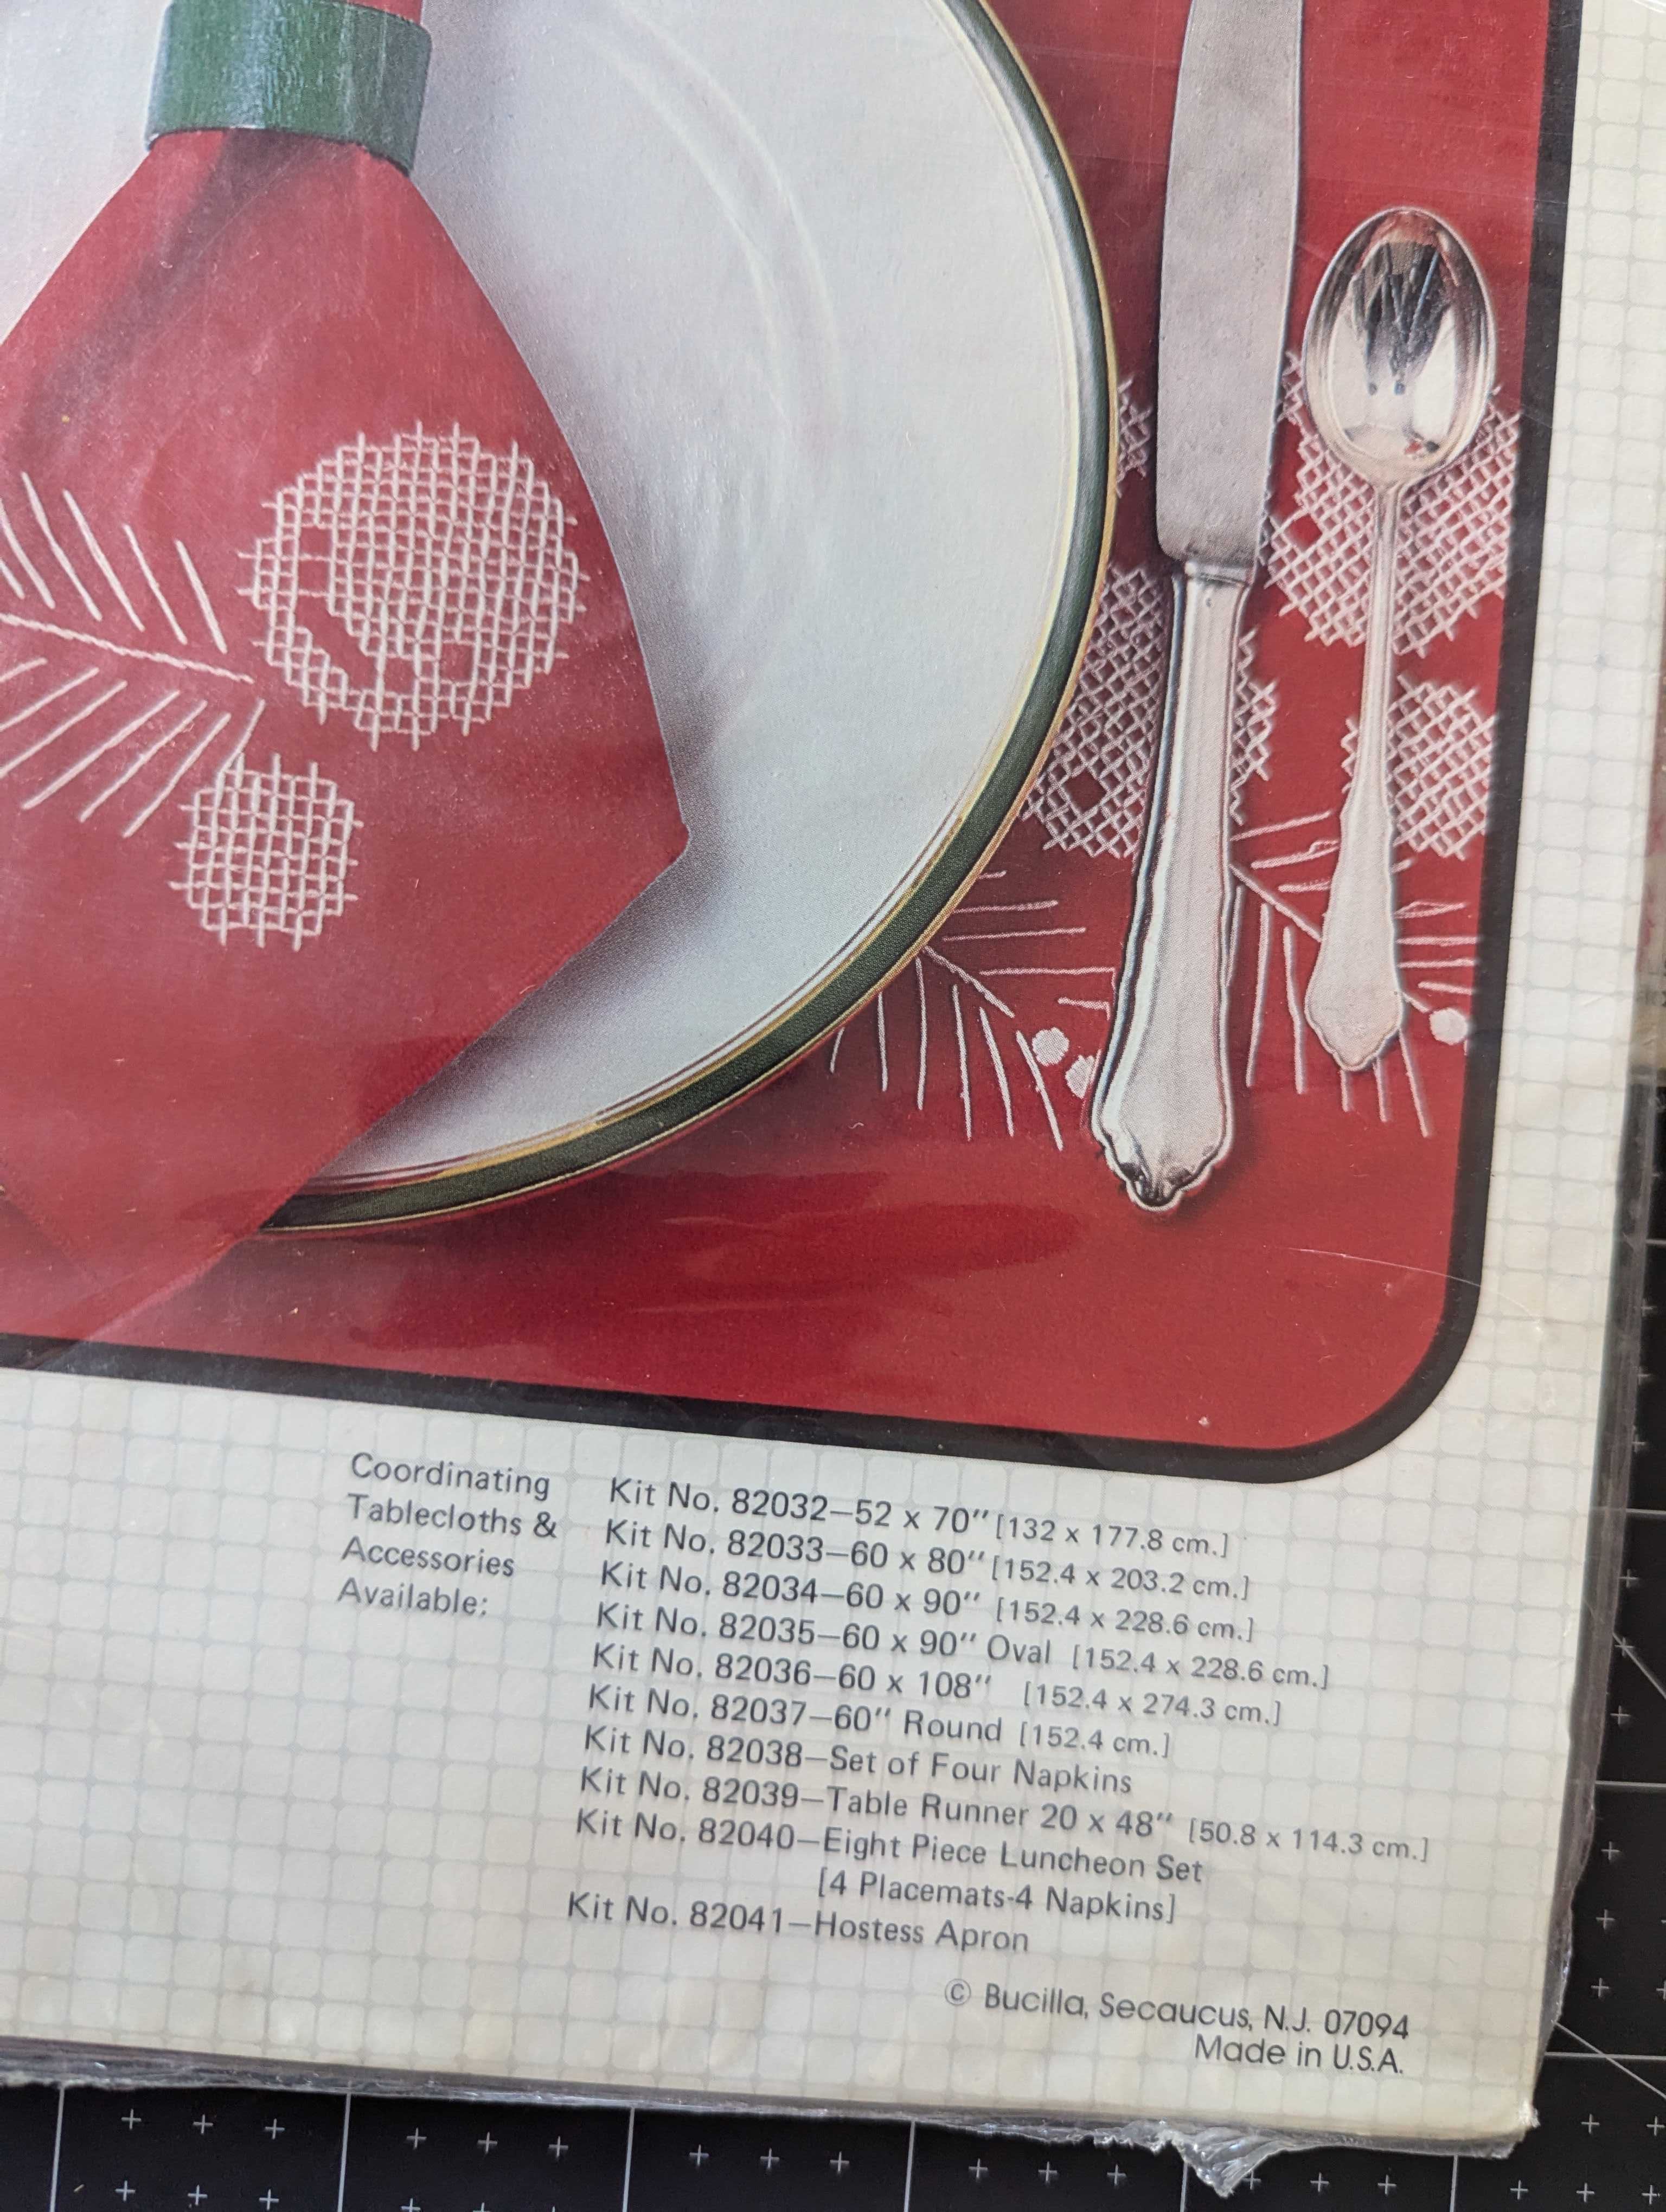 Coordinating
Tablecloths &
Accessories
Available:
Kit No. 82032—52 x 70" [132 x 177.8 cm.]
Kit No. 82033—60 x 80" [152.4 x 203.2 cm.]
Kit No. 82034—60 x 90" [152.4 x 228.6 cm.]
Kit No. 82035—60 x 90" Oval [152.4 x 228.6 cm.]
Kit No. 82036—60 x 108" [152.4 x 274.3 cm.]
Kit No. 82037—60" Round [152.4 cm.]
Kit No. 82038—Set of Four Napkins
Kit No. 82039—Table Runner 20 x 48" [50.8 x 114.3 cm.]
Kit No. 82040—Eight Piece Luncheon Set
[4 Placemats-4 Napkins]
Kit No. 82041—Hostess Apron
© Bucilla, Secaucus, N.J. 07094
Made in U.S.A.